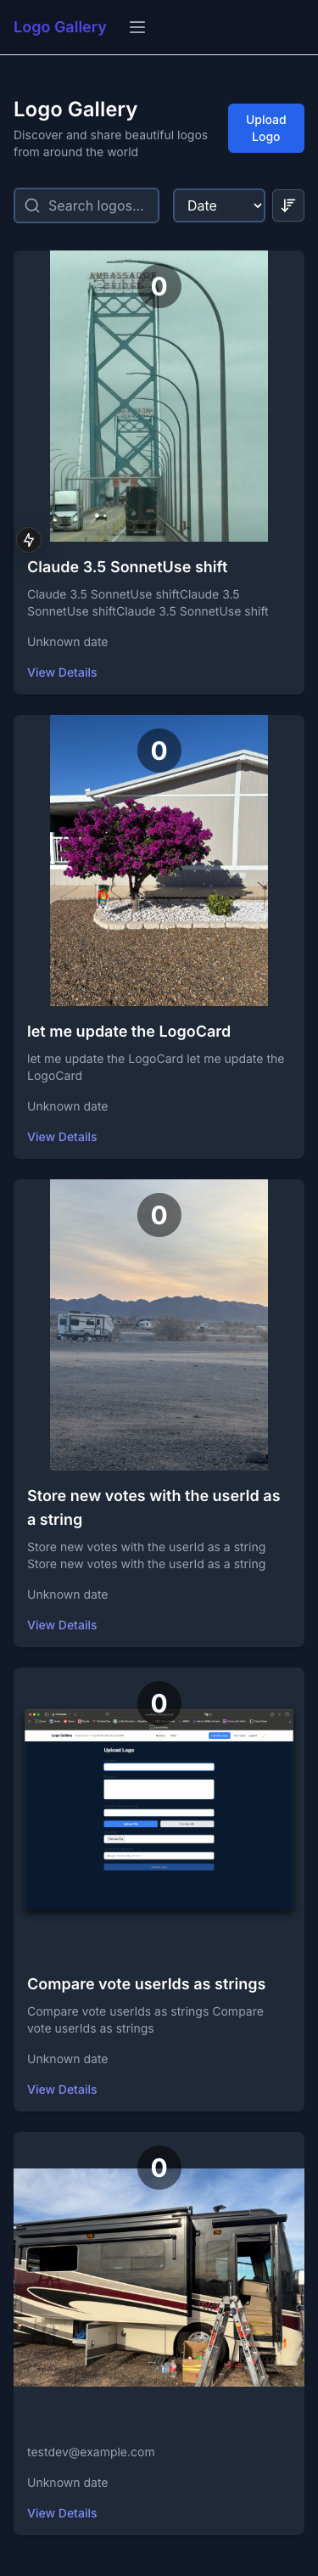 Logo Gallery
Logo Gallery
Discover and share beautiful logos
from around the world
Upload
Logo
Search logos...
Date
AMBASSADOR
BRIDGE
0
Claude 3.5 SonnetUse shift
Claude 3.5 SonnetUse shiftClaude 3.5
SonnetUse shiftClaude 3.5 SonnetUse shift
Unknown date
View Details
0
let me update the LogoCard
let me update the LogoCard let me update the
LogoCard
Unknown date
View Details
0
Store new votes with the userId as
a string
Store new votes with the userId as a string
Store new votes with the userId as a string
Unknown date
View Details
0
Logo Gallery
Upload Logo
Compare vote userIds as strings
Compare vote userIds as strings Compare
vote userIds as strings
Unknown date
View Details
0
testdev@example.com
Unknown date
View Details